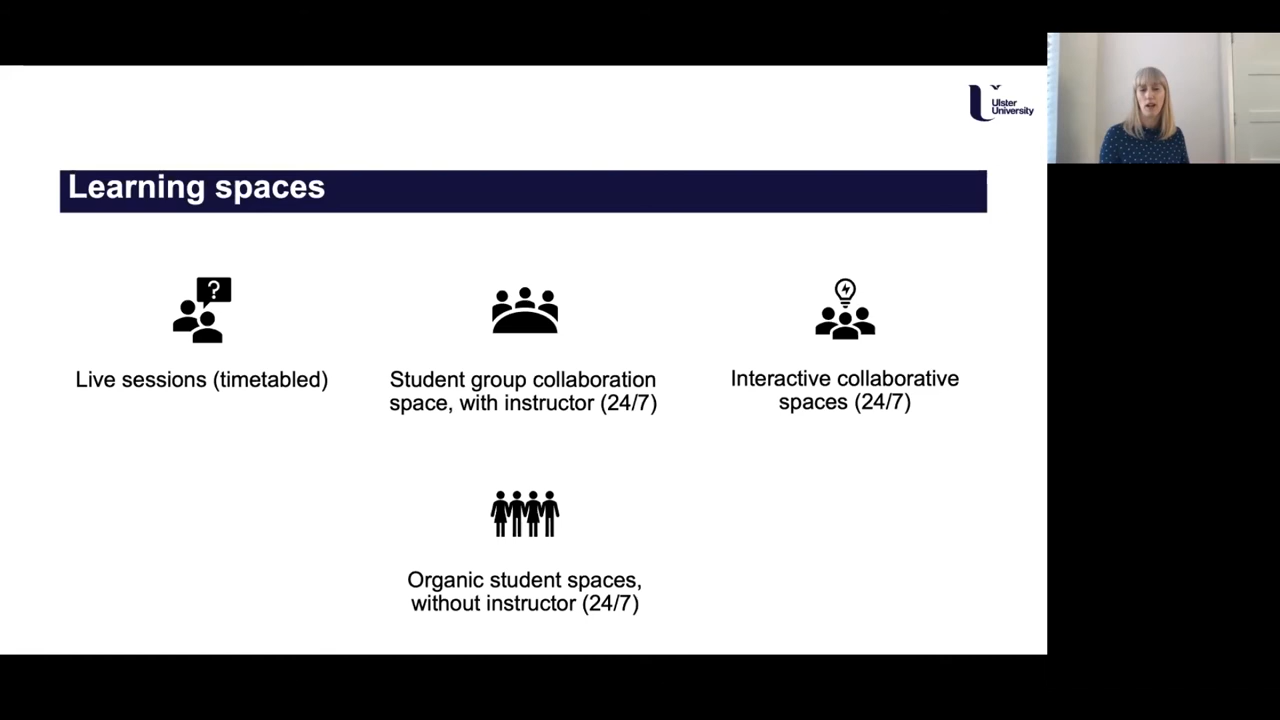 Ulster
University
Learning spaces
?
Live sessions (timetabled)
Student group collaboration
space, with instructor (24/7)
Interactive collaborative
spaces (24/7)
Organic student spaces,
without instructor (24/7)